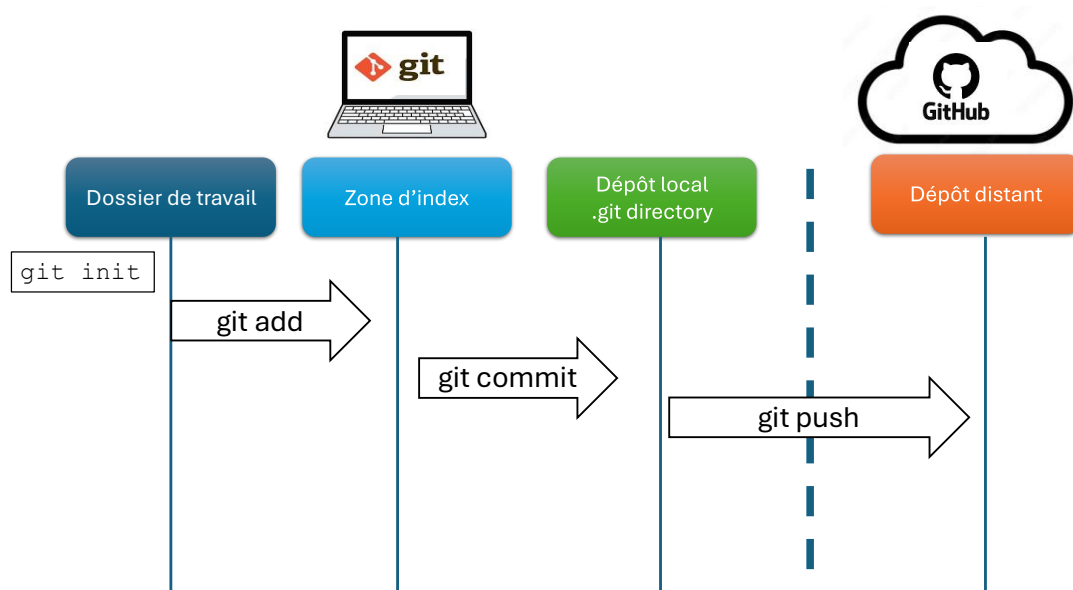 git
GitHub
Dossier de travail
Zone d’index
Dépôt local
.git directory
Dépôt distant
git init
git add
git commit
git push